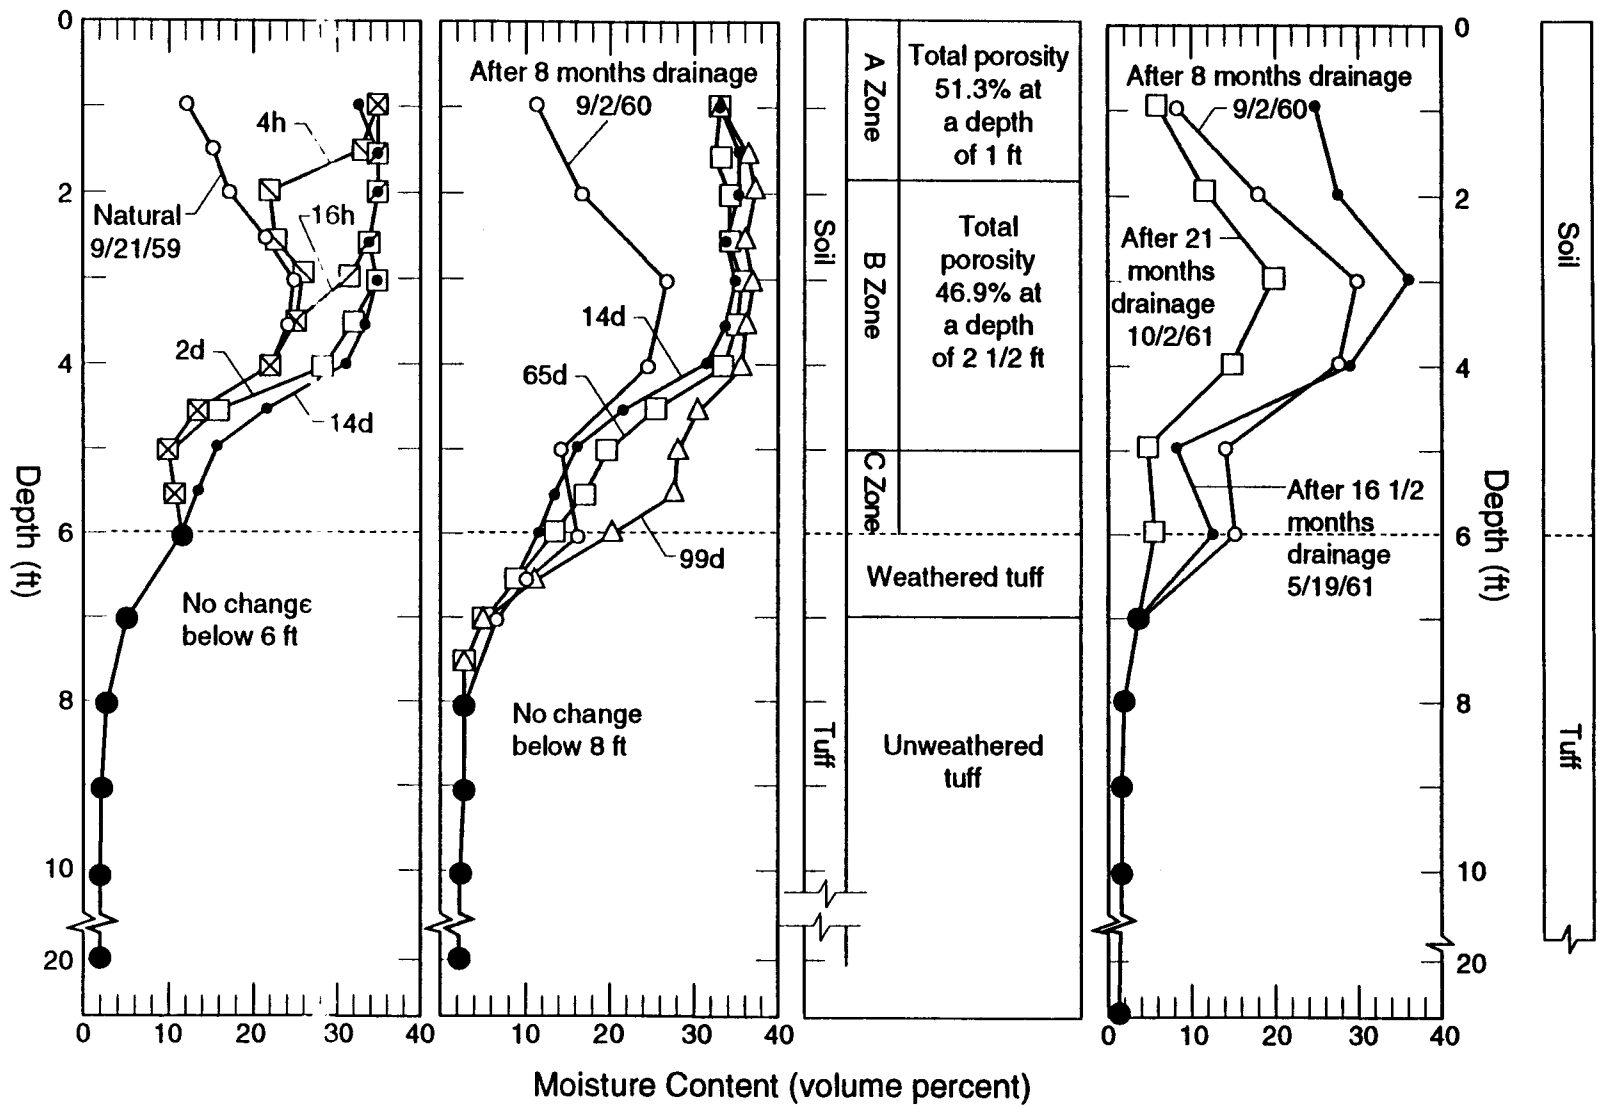 0
2
4
6
8
10
20
Depth (ft)
4h
Natural
9/21/59
16h
2d
14d
No change
below 6 ft
0 10 20 30 40
After 8 months drainage
9/2/60
14d
65d
99d
No change
below 8 ft
0 10 20 30 40
Soil
Tuff
A Zone
B Zone
C Zone
Total porosity
51.3% at
a depth
of 1 ft
Total
porosity
46.9% at
a depth
of 2 1/2 ft
Weathered tuff
Unweathered
tuff
After 8 months drainage
9/2/60
After 21
months
drainage
10/2/61
After 16 1/2
months
drainage
5/19/61
0 10 20 30 40
0
2
4
6
8
10
20
Depth (ft)
Soil
Tuff
Moisture Content (volume percent)